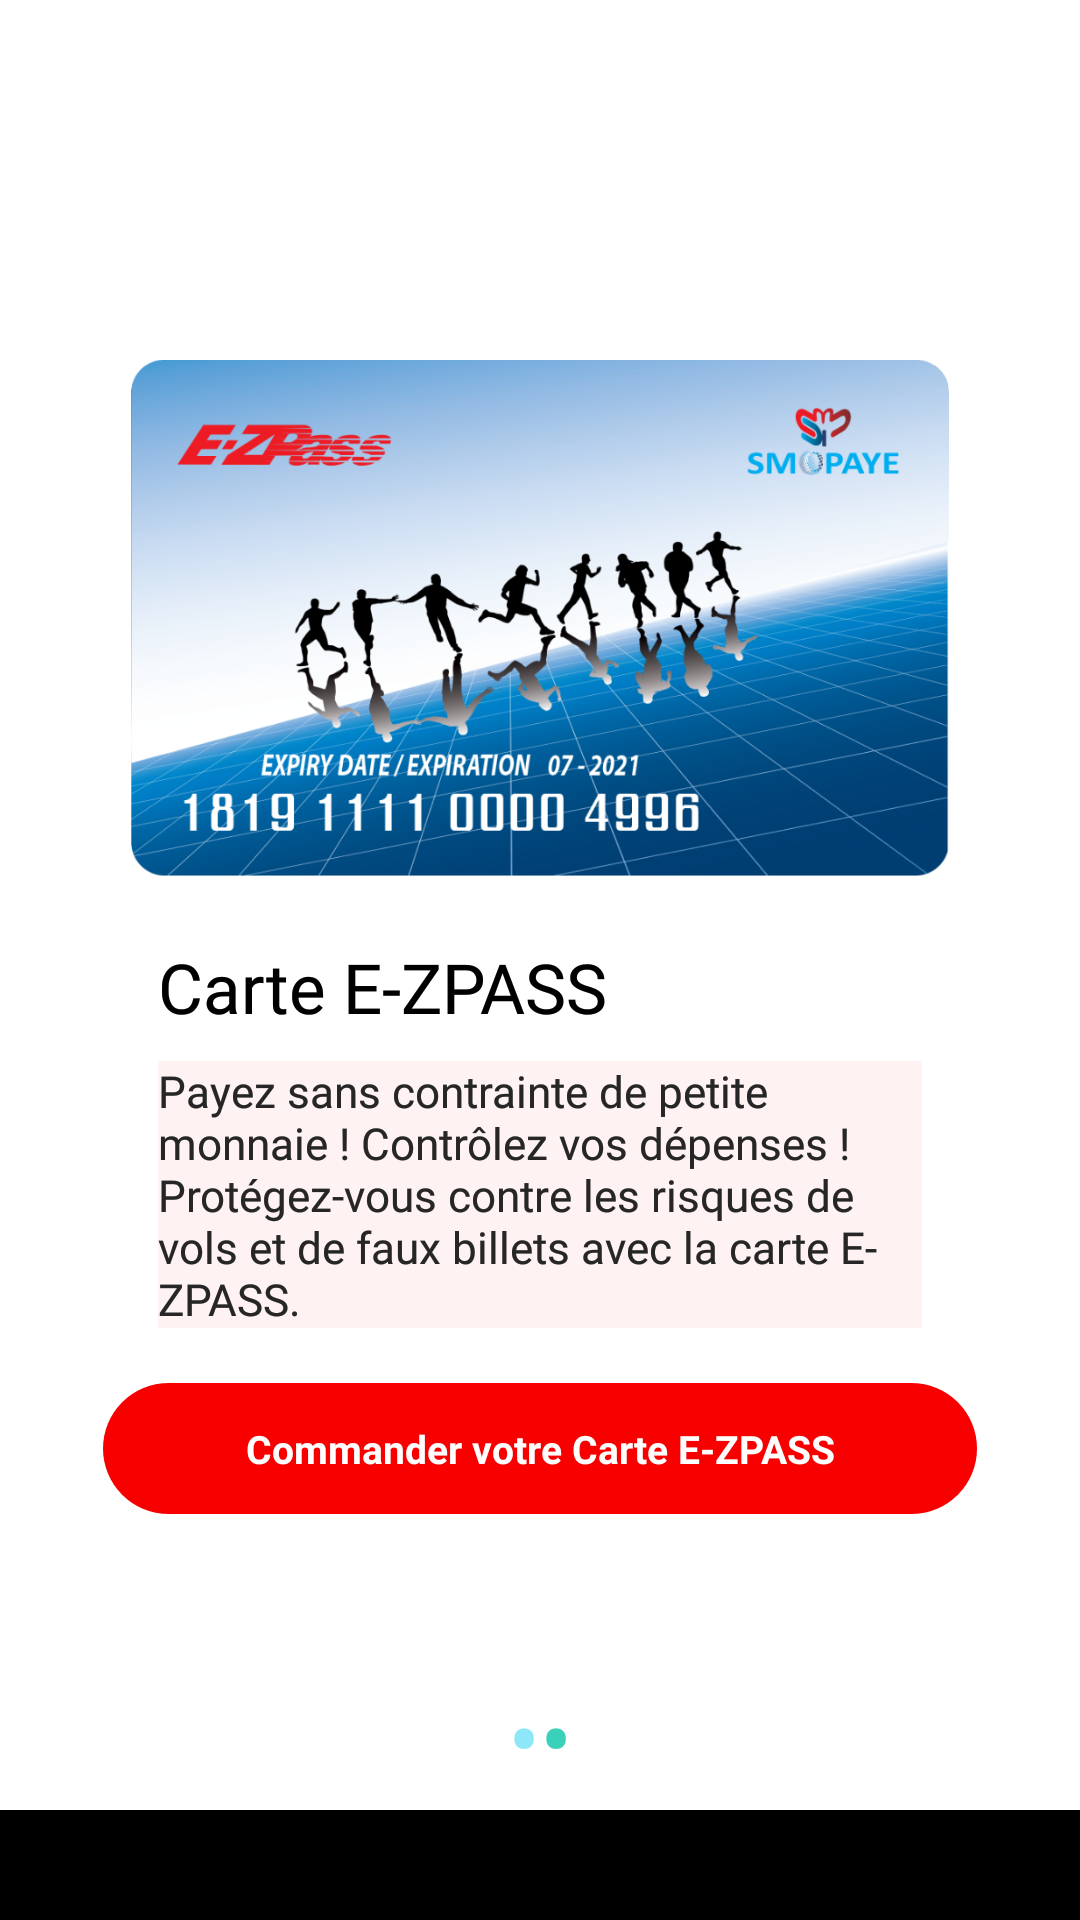 E-ZPass
SMOPAYE
EXPIRY DATE / EXPIRATION 07 - 2021
1819 1111 0000 4996
Carte E-ZPASS
Payez sans contrainte de petite
monnaie ! Contrôlez vos dépenses !
Protégez-vous contre les risques de
vols et de faux billets avec la carte E-
ZPASS.
Commander votre Carte E-ZPASS